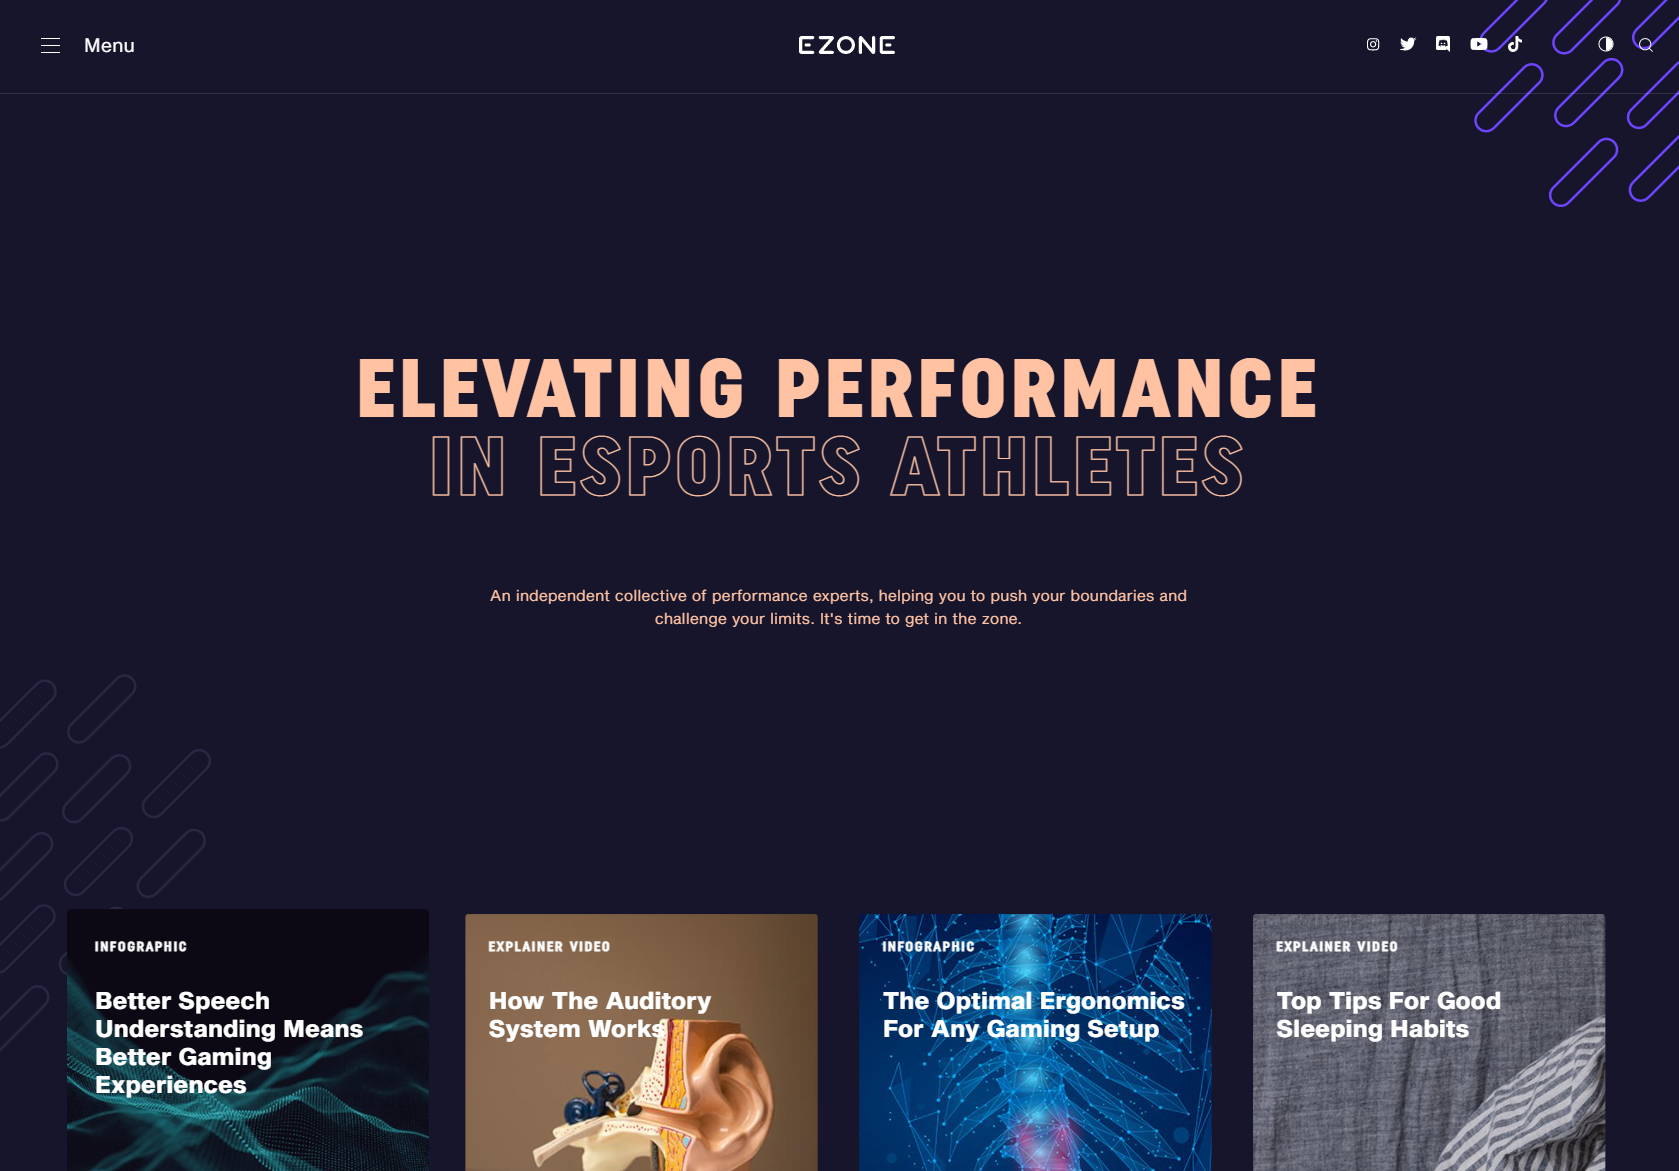 Menu
EZONE
ELEVATING PERFORMANCE
IN ESPORTS ATHLETES
An independent collective of performance experts, helping you to push your boundaries and
challenge your limits. It's time to get in the zone.
INFOGRAPHIC
Better Speech
Understanding Means
Better Gaming
Experiences
EXPLAINER VIDEO
How The Auditory
System Works
INFOGRAPHIC
The Optimal Ergonomics
For Any Gaming Setup
EXPLAINER VIDEO
Top Tips For Good
Sleeping Habits